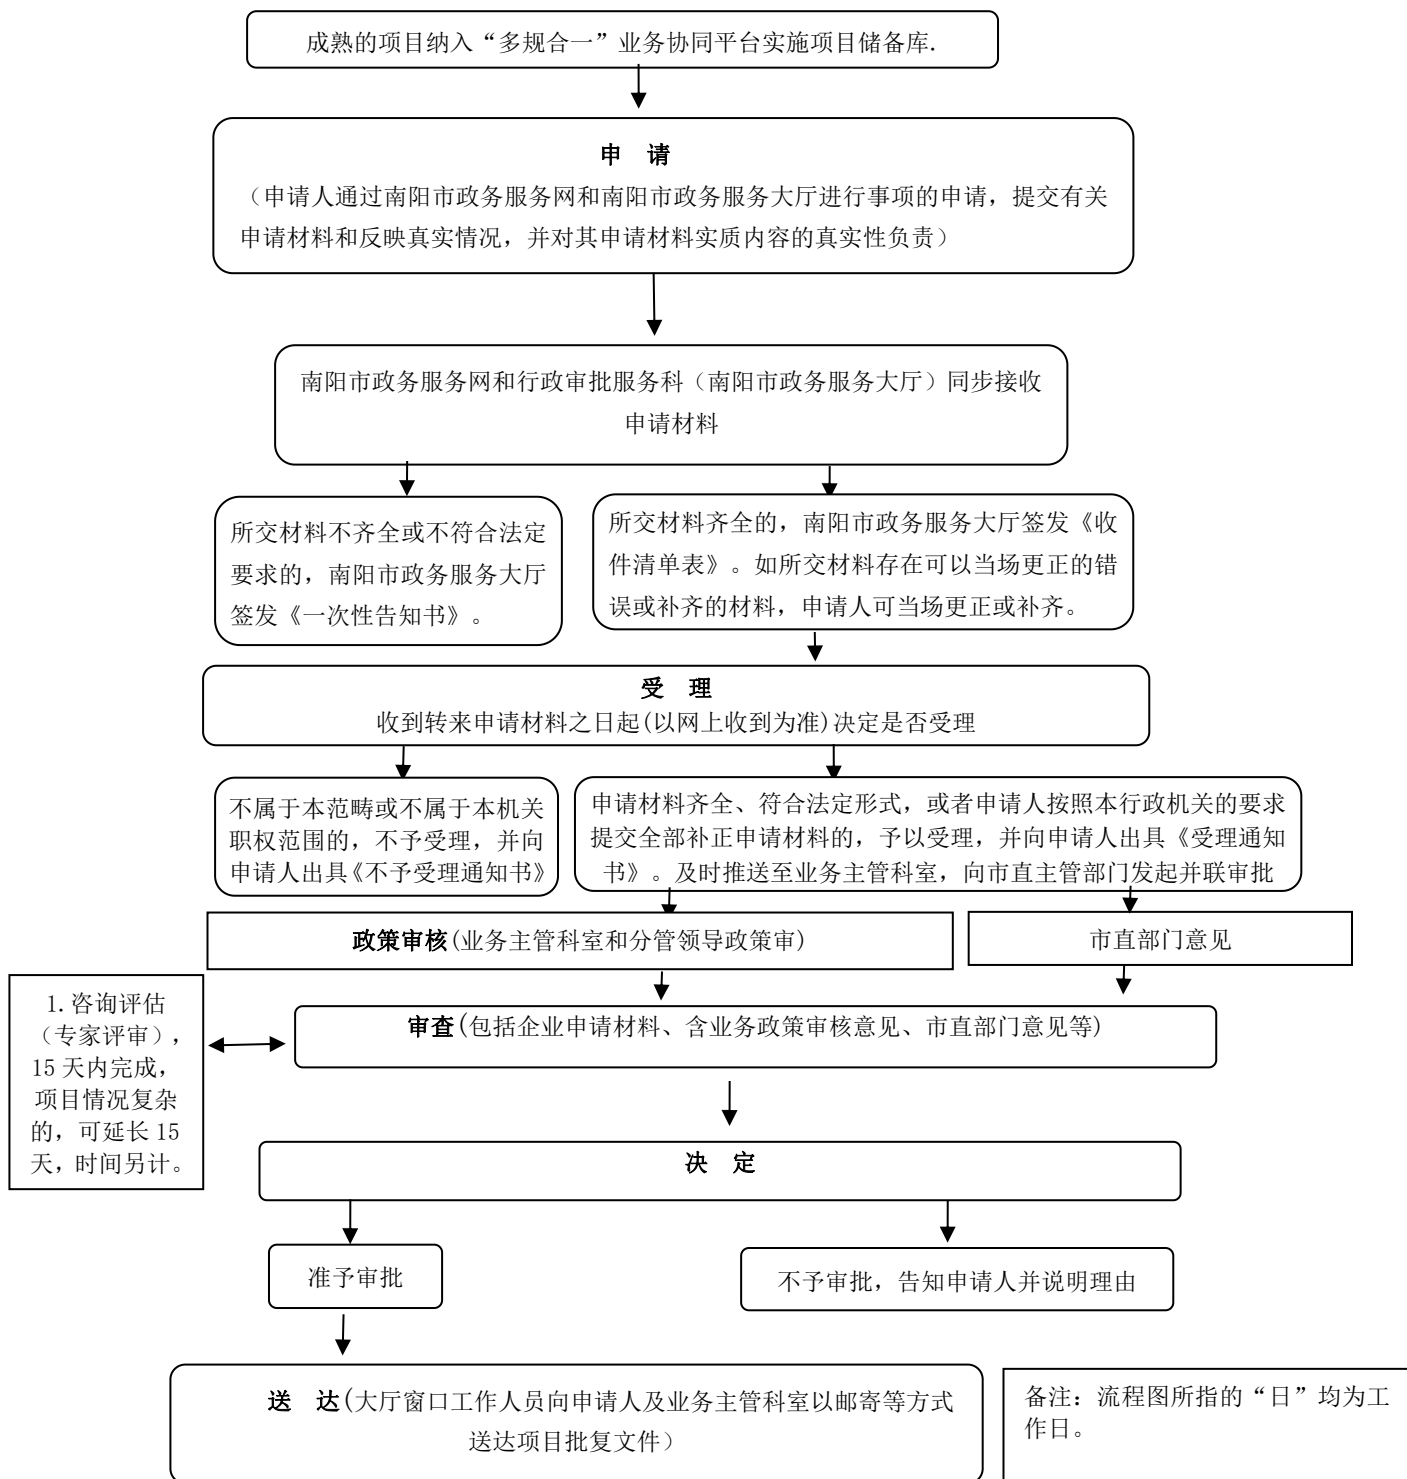 成熟的项目纳入“多规合一”业务协同平台实施项目储备库.
申 请
（申请人通过南阳市政务服务网和南阳市政务服务大厅进行事项的申请，提交有关
申请材料和反映真实情况，并对其申请材料实质内容的真实性负责）
南阳市政务服务网和行政审批服务科（南阳市政务服务大厅）同步接收
申请材料
所交材料不齐全或不符合法定
要求的，南阳市政务服务大厅
签发《一次性告知书》。
所交材料齐全的，南阳市政务服务大厅签发《收
件清单表》。如所交材料存在可以当场更正的错
误或补齐的材料，申请人可当场更正或补齐。
受 理
收到转来申请材料之日起(以网上收到为准)决定是否受理
不属于本范畴或不属于本机关
职权范围的，不予受理，并向
申请人出具《不予受理通知书》
申请材料齐全、符合法定形式，或者申请人按照本行政机关的要求
提交全部补正申请材料的，予以受理，并向申请人出具《受理通知
书》。及时推送至业务主管科室，向市直主管部门发起并联审批
政策审核(业务主管科室和分管领导政策审)
市直部门意见
1.咨询评估
（专家评审），
15 天内完成，
项目情况复杂
的，可延长 15
天，时间另计。
审查(包括企业申请材料、含业务政策审核意见、市直部门意见等)
决 定
准予审批
不予审批，告知申请人并说明理由
送 达(大厅窗口工作人员向申请人及业务主管科室以邮寄等方式
送达项目批复文件）
备注：流程图所指的“日”均为工
作日。